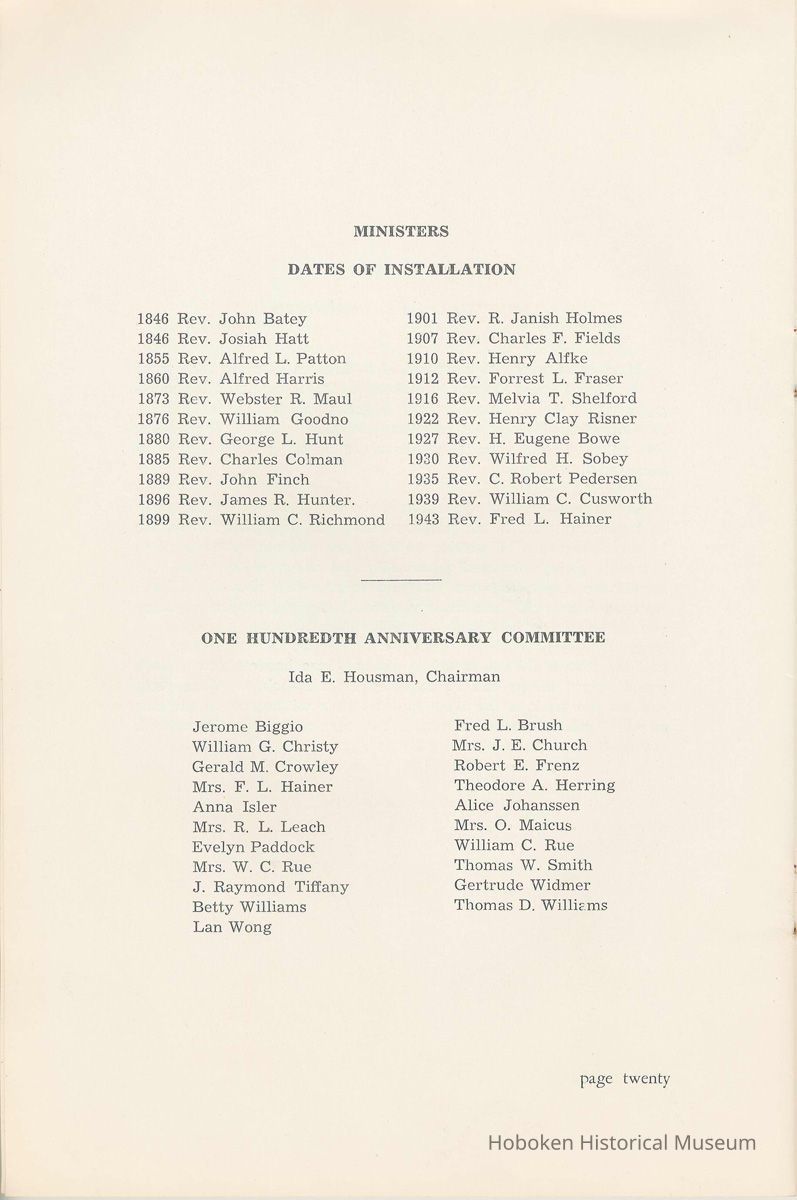 MINISTERS
DATES OF INSTALLATION
1846 Rev. John Batey
1846 Rev. Josiah Hatt
1855 Rev. Alfred L. Patton
1860 Rev. Alfred Harris
1873 Rev. Webster R. Maul
1876 Rev. William Goodno
1880 Rev. George L. Hunt
1885 Rev. Charles Colman
1889 Rev. John Finch
1896 Rev. James R. Hunter.
1899 Rev. William C. Richmond
1901 Rev. R. Janish Holmes
1907 Rev. Charles F. Fields
1910 Rev. Henry Alfke
1912 Rev. Forrest L. Fraser
1916 Rev. Melvia T. Shelford
1922 Rev. Henry Clay Risner
1927 Rev. H. Eugene Bowe
1930 Rev. Wilfred H. Sobey
1935 Rev. C. Robert Pedersen
1939 Rev. William C. Cusworth
1943 Rev. Fred L. Hainer
ONE HUNDREDTH ANNIVERSARY COMMITTEE
Ida E. Housman, Chairman
Jerome Biggio
William G. Christy
Gerald M. Crowley
Mrs. F. L. Hainer
Anna Isler
Mrs. R. L. Leach
Evelyn Paddock
Mrs. W. C. Rue
J. Raymond Tiffany
Betty Williams
Lan Wong
Fred L. Brush
Mrs. J. E. Church
Robert E. Frenz
Theodore A. Herring
Alice Johanssen
Mrs. O. Maicus
William C. Rue
Thomas W. Smith
Gertrude Widmer
Thomas D. Williams
page twenty
Hoboken Historical Museum